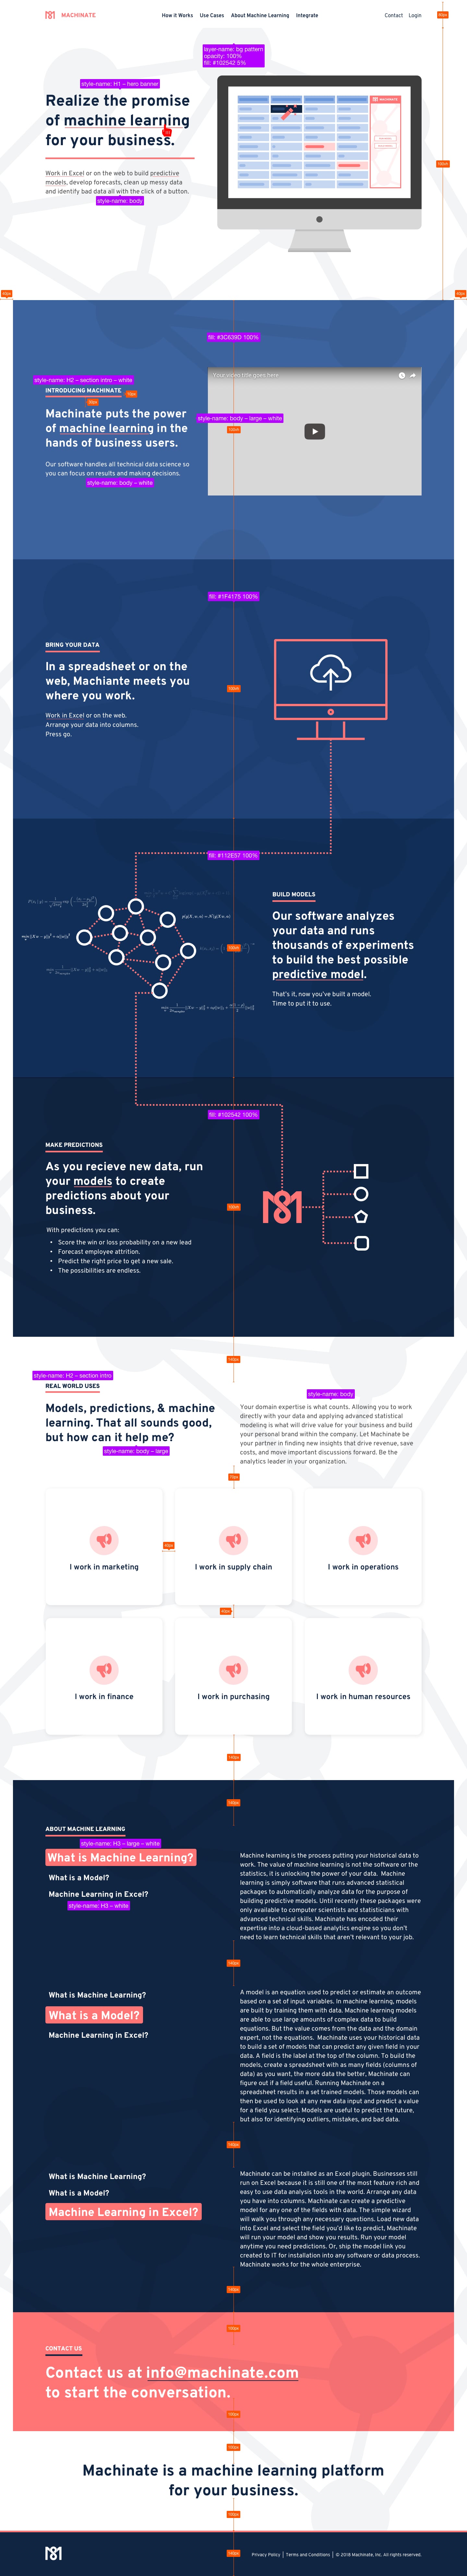 MACHINATE
How it Works Use Cases About Machine Learning Integrate
Contact Login
layer-name: bg pattern
opacity: 100%
fill: #102542 5%
style-name: H1 – hero banner
Realize the promise
of machine learning
for your business.
Work in Excel or on the web to build predictive
models, develop forecasts, clean up messy data
and identify bad data all with the click of a button.
style-name: body
MACHINATE
fill: #3C639D 100%
style-name: H2 – section intro – white
INTRODUCING MACHINATE
Your video title goes here
Machinate puts the power
of machine learning in the
hands of business users.
style-name: body – large – white
Our software handles all technical data science so
you can focus on results and making decisions.
style-name: body – white
fill: #1F4175 100%
BRING YOUR DATA
In a spreadsheet or on the
web, Machiante meets you
where you work.
Work in Excel or on the web.
Arrange your data into columns.
Press go.
fill: #112E57 100%
BUILD MODELS
Our software analyzes
your data and runs
thousands of experiments
to build the best possible
predictive model.
That's it, now you've built a model.
Time to put it to use.
fill: #102542 100%
MAKE PREDICTIONS
As you recieve new data, run
your models to create
predictions about your
business.
With predictions you can:
• Score the win or loss probability on a new lead
• Forecast employee attrition.
• Predict the right price to get a new sale.
• The possibilities are endless.
style-name: H2 – section intro
REAL WORLD USES
Models, predictions, & machine
learning. That all sounds good,
but how can it help me?
style-name: body – large
style-name: body
Your domain expertise is what counts. Allowing you to work
directly with your data and applying advanced statistical
modeling is what will drive value for your business and build
your personal brand within the company. Let Machinate be
your partner in finding new insights that drive revenue, save
costs, and move important discussions forward. Be the
analytics leader in your organization.
I work in marketing
I work in supply chain
I work in operations
I work in finance
I work in purchasing
I work in human resources
ABOUT MACHINE LEARNING
style-name: H3 – large – white
What is Machine Learning?
What is a Model?
Machine Learning in Excel?
style-name: H3 – white
Machine learning is the process putting your historical data to
work. The value of machine learning is not the software or the
statistics, it is unlocking the power of your data. Machine
learning is simply software that runs advanced statistical
packages to automatically analyze data for the purpose of
building predictive models. Until recently these packages were
only available to computer scientists and statisticians with
advanced technical skills. Machinate has encoded their
expertise into a cloud-based analytics engine so you don't
need to learn technical skills that aren't relevant to your job.
What is Machine Learning?
What is a Model?
Machine Learning in Excel?
A model is an equation used to predict or estimate an outcome
based on a set of input variables. In machine learning, models
are built by training them with data. Machine learning models
are able to use large amounts of complex data to build
equations. But the value comes from the data and the domain
expert, not the equations. Machinate uses your historical data
to build a set of models that can predict any given field in your
data. A field is the label at the top of the column. To build the
models, create a spreadsheet with as many fields (columns of
data) as you want, the more data the better, Machinate can
figure out if a field useful. Running Machinate on a
spreadsheet results in a set trained models. Those models can
then be used to look at any new data input and predict a value
for a field you select. Models are useful to predict the future,
but also for identifying outliers, mistakes, and bad data.
What is Machine Learning?
What is a Model?
Machine Learning in Excel?
Machinate can be installed as an Excel plugin. Businesses still
run on Excel because it is still one of the most feature rich and
easy to use data analysis tools in the world. Arrange any data
you have into columns. Machinate can create a predictive
model for any one of the fields with data. The simple wizard
will walk you through any necessary questions. Load new data
into Excel and select the field you'd like to predict, Machinate
will run your model and show you results. Run your model
anytime you need predictions. Or, ship the model link you
created to IT for installation into any software or data process.
Machinate works for the whole enterprise.
CONTACT US
Contact us at info@machinate.com
to start the conversation.
Machinate is a machine learning platform
for your business.
Privacy Policy | Terms and Conditions | © 2018 Machinate, Inc. All rights reserved.